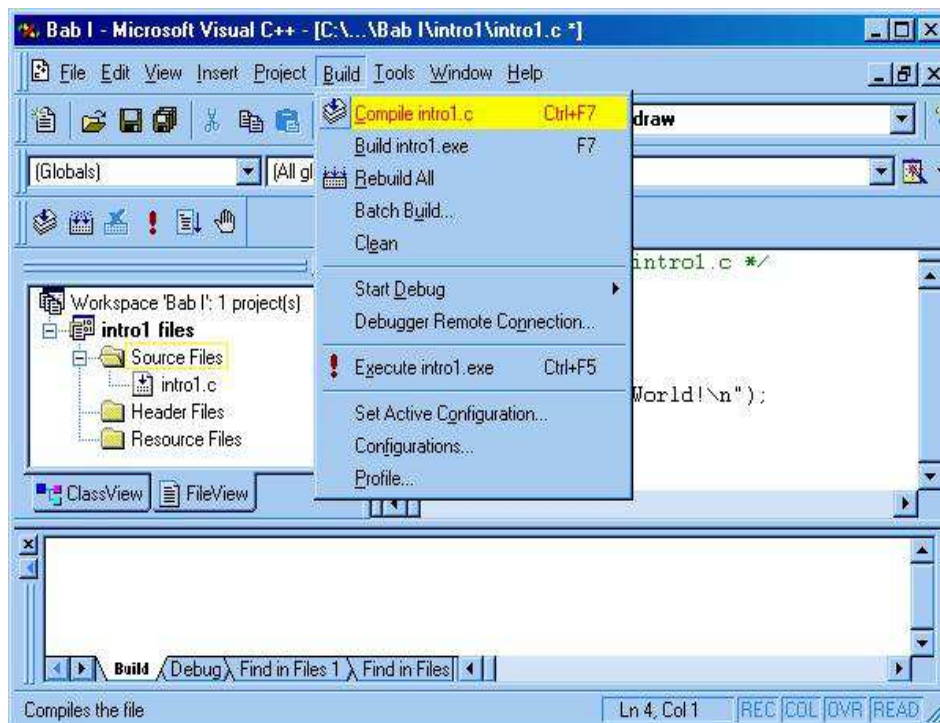 Bab I - Microsoft Visual C++ - [C:\...\Bab I\intro1\intro1.c *]
File Edit View Insert Project Build Tools Window Help
Compile intro1.c Ctrl+F7
draw
Build intro1.exe F7
(Globals)
(All gl
Rebuild All
Batch Build...
Clean
intro1.c */
Start Debug
Workspace 'Bab I': 1 project(s)
Debugger Remote Connection...
intro1 files
Source Files
Execute intro1.exe Ctrl+F5
intro1.c
World!\n");
Header Files
Set Active Configuration...
Resource Files
Configurations...
Profile...
ClassView FileView
Build Debug Find in Files 1 Find in Files
Compiles the file
Ln 4, Col 1 REC COL OVR READ